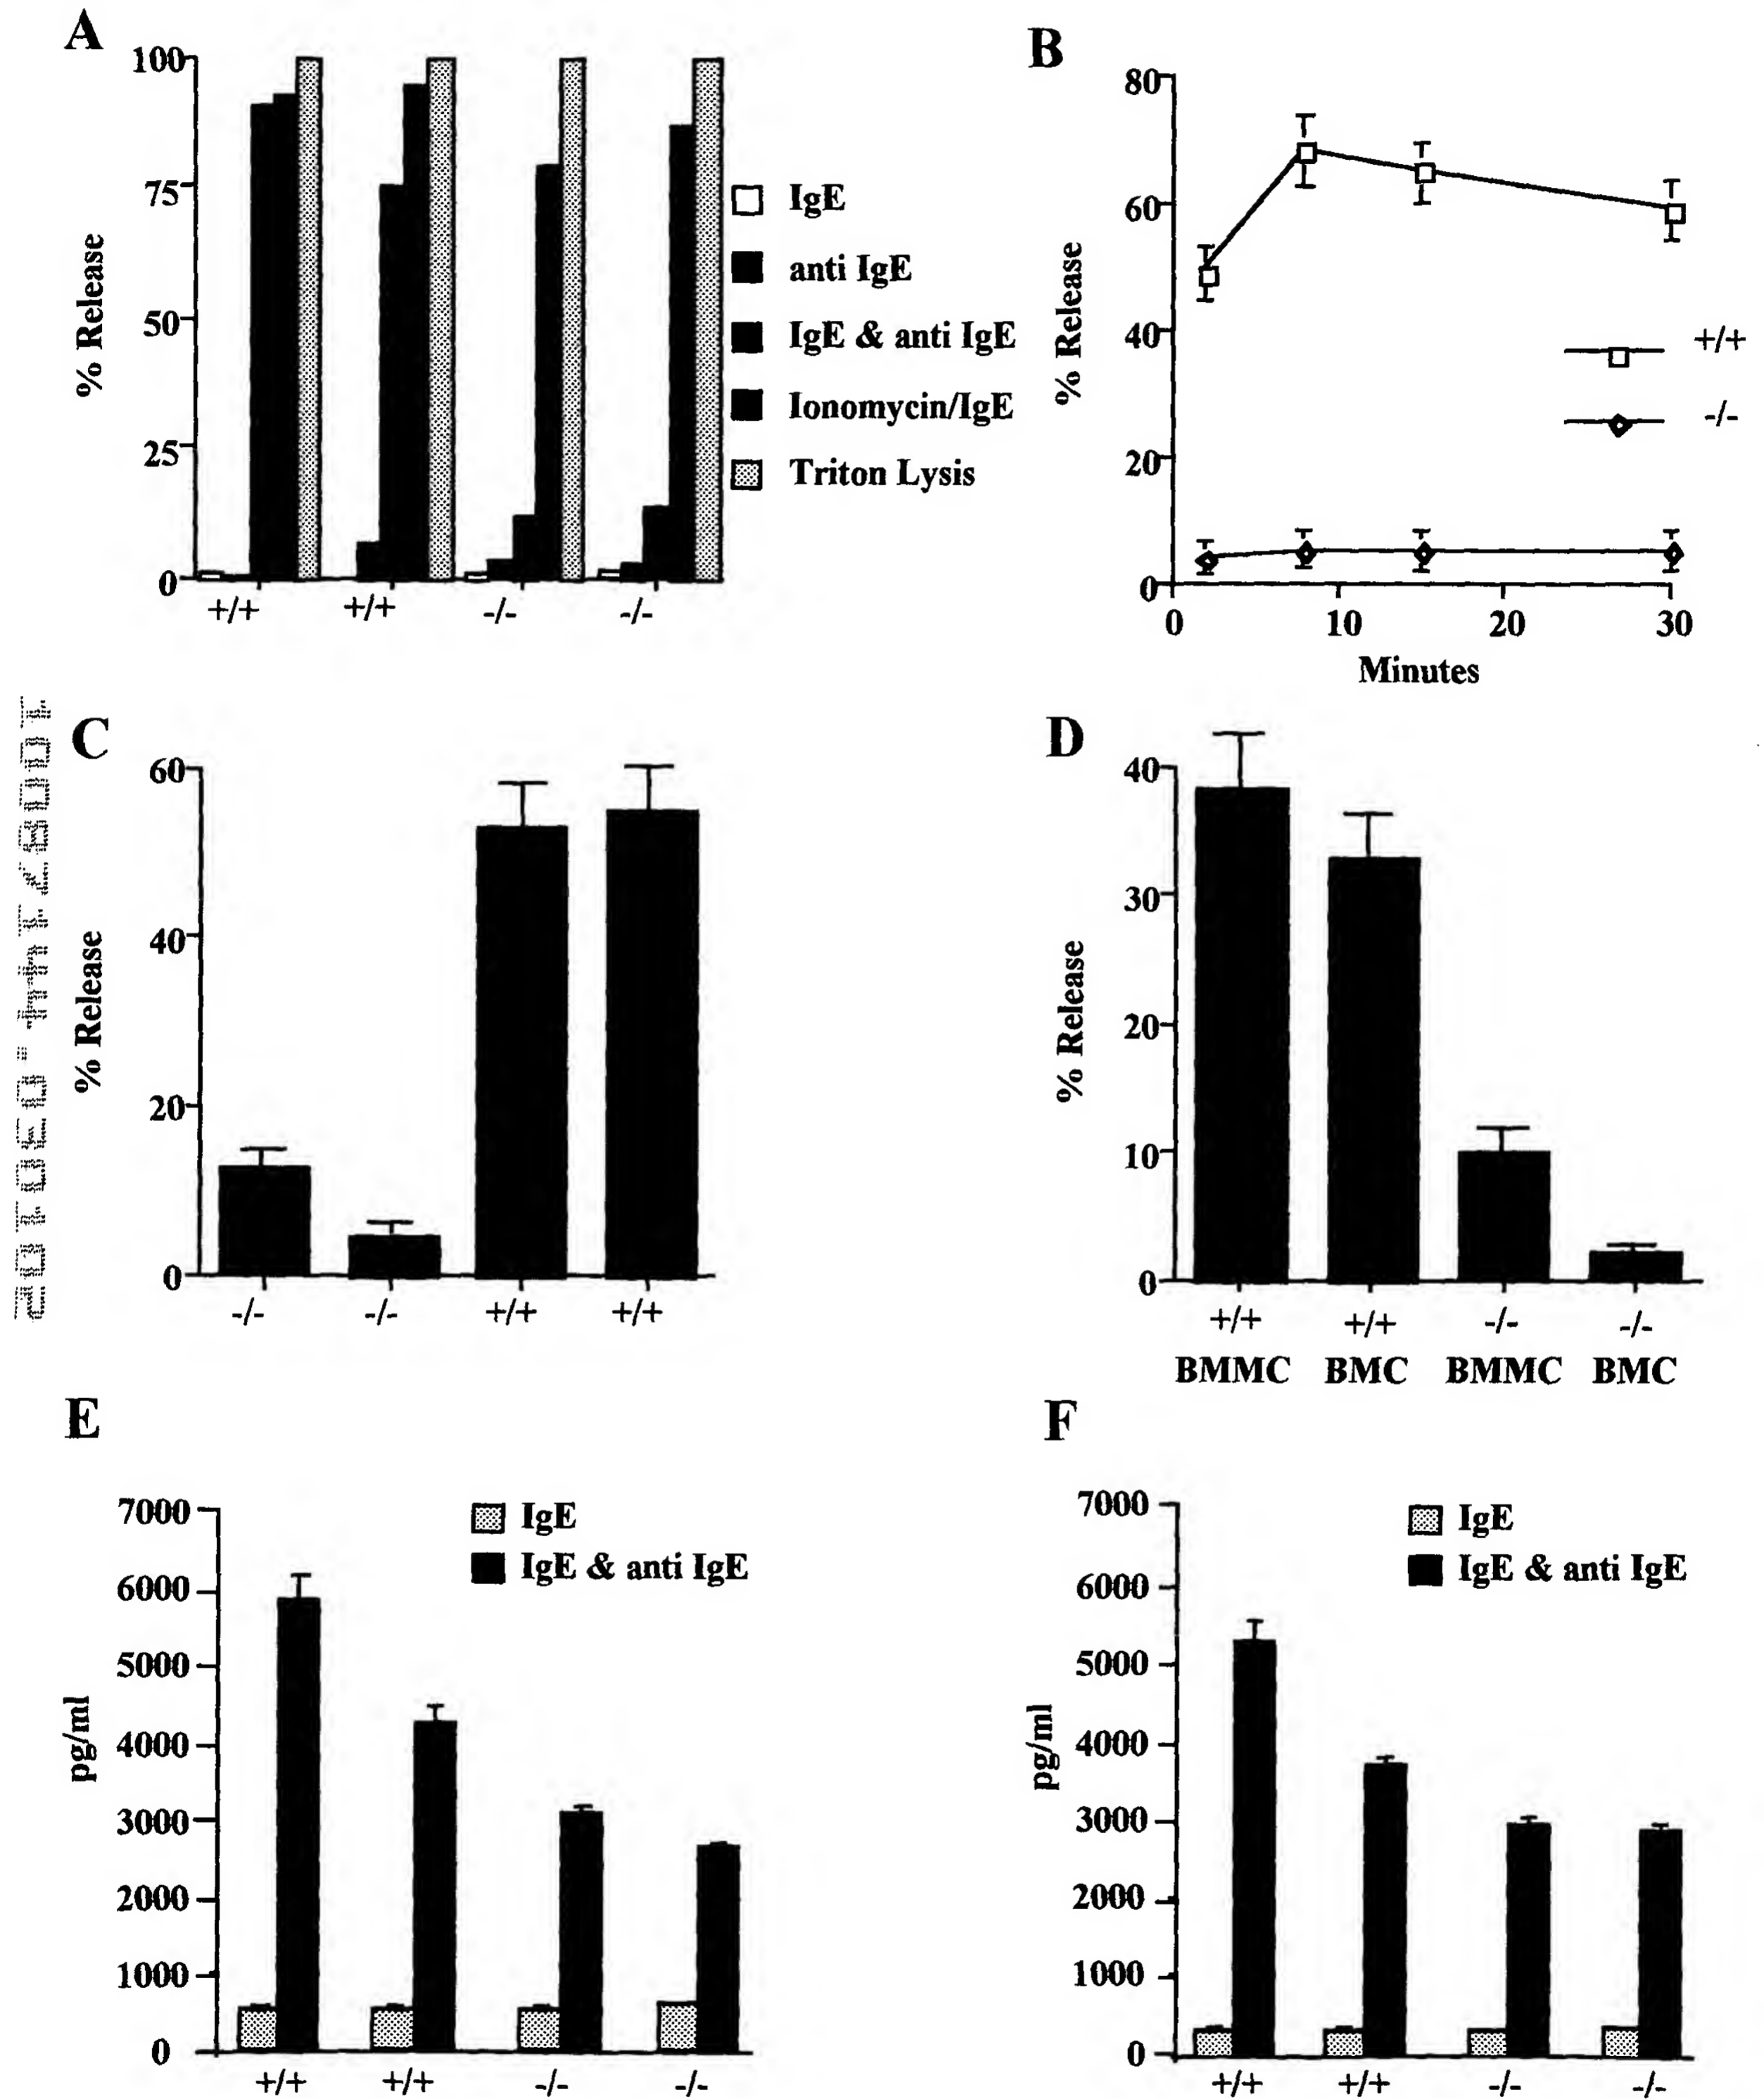 A
100
75
50
25
0
% Release
+/+ +/+ -/- -/-
IgE
anti IgE
IgE & anti IgE
Ionomycin/IgE
Triton Lysis
B
80
60
40
20
0
% Release
+/+
-/-
0 10 20 30
Minutes
C
60
40
20
0
% Release
-/- -/- +/+ +/+
D
40
30
20
10
0
% Release
+/+ +/+ -/- -/-
BMMC BMC BMMC BMC
E
7000
6000
5000
4000
3000
2000
1000
0
pg/ml
IgE
IgE & anti IgE
+/+ +/+ -/- -/-
F
7000
6000
5000
4000
3000
2000
1000
0
pg/ml
IgE
IgE & anti IgE
+/+ +/+ -/- -/-